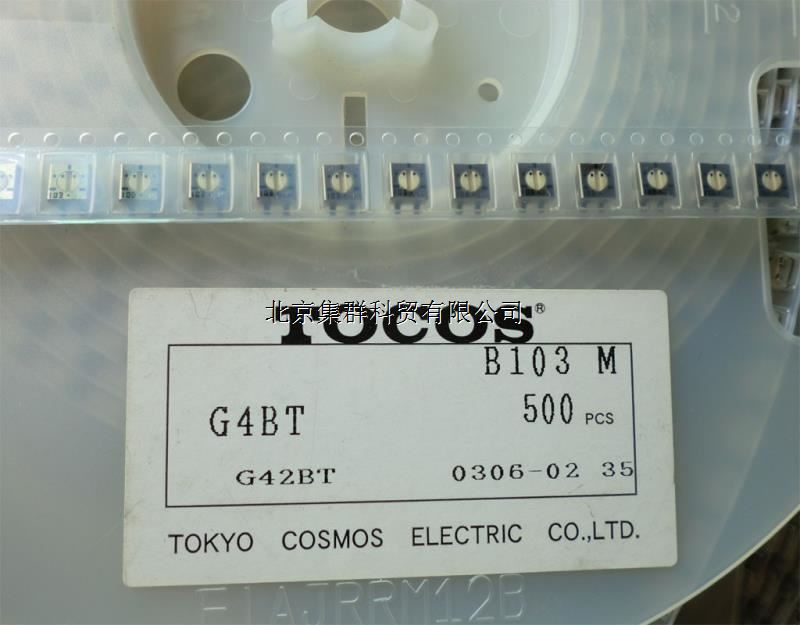 北京集群科贸有限公司
TOCOS®
B103 M
G4BT
500 PCS
G42BT
0306-02 35
TOKYO COSMOS ELECTRIC CO.,LTD.
EIAJRRM12B